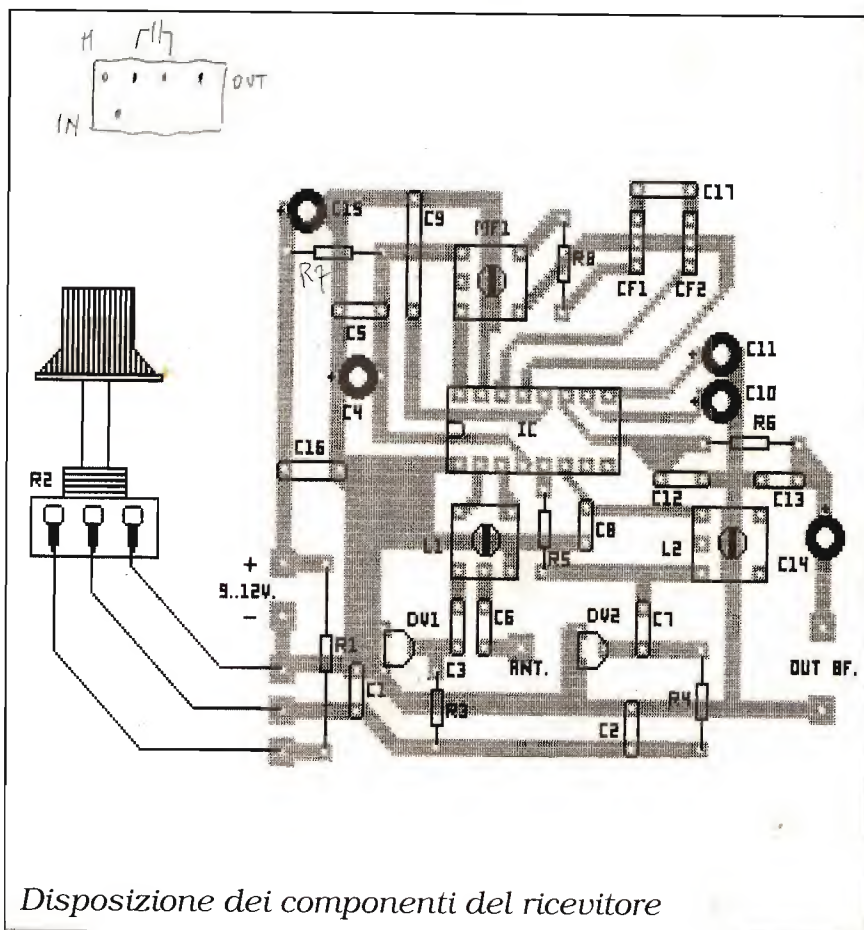 M
OUT
IN
C15
C9
MF1
C17
R7
R8
CF1
CF2
C5
C4
C11
C10
IC
R6
C16
C12
C13
R2
L1
R5
C8
L2
C14
+
9..12V.
-
DV1
C6
DV2
C7
R1
C3
ANT.
OUT BF.
C1
R3
C2
R4
Disposizione dei componenti del ricevitore